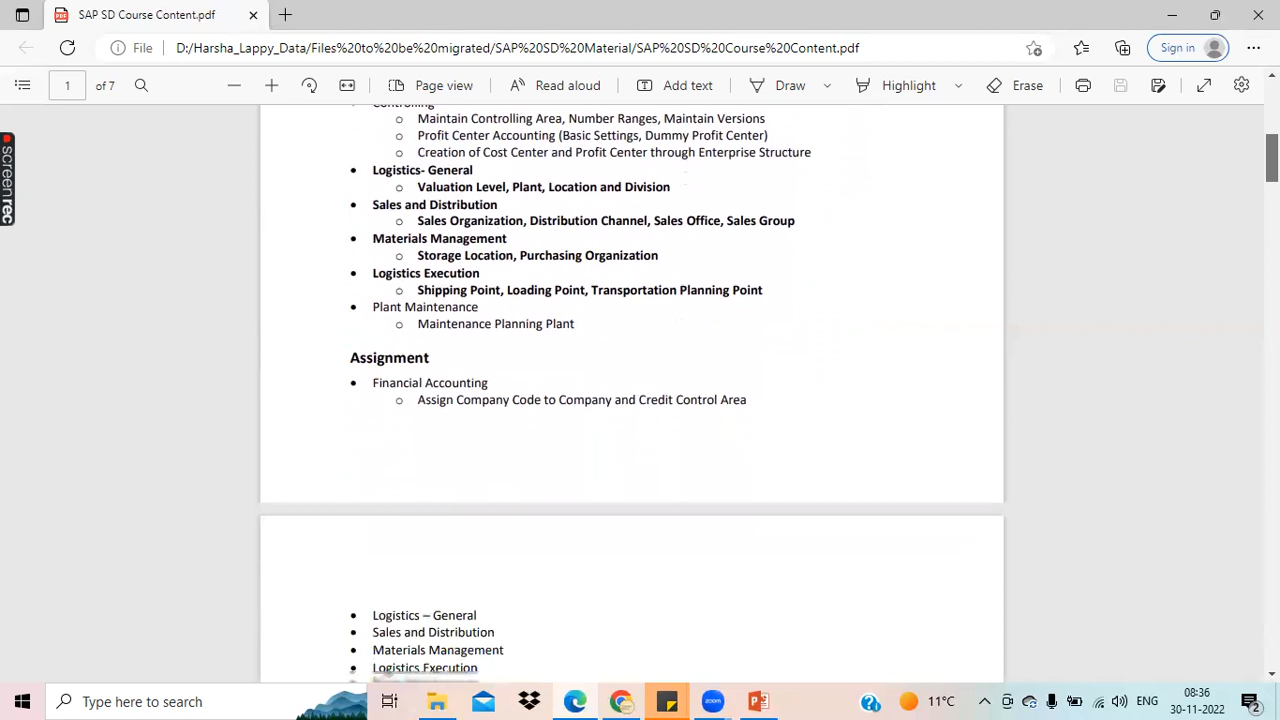 SAP SD Course Content.pdf
File
D:/Harsha_Lappy_Data/Files%20to%20be%20migrated/SAP%20SD%20Material/SAP%20SD%20Course%20Content.pdf
Sign in
1 of 7
Page view
Read aloud
Add text
Draw
Highlight
Erase
screenrec
Controlling
Maintain Controlling Area, Number Ranges, Maintain Versions
Profit Center Accounting (Basic Settings, Dummy Profit Center)
Creation of Cost Center and Profit Center through Enterprise Structure
Logistics- General
Valuation Level, Plant, Location and Division
Sales and Distribution
Sales Organization, Distribution Channel, Sales Office, Sales Group
Materials Management
Storage Location, Purchasing Organization
Logistics Execution
Shipping Point, Loading Point, Transportation Planning Point
Plant Maintenance
Maintenance Planning Plant
Assignment
Financial Accounting
Assign Company Code to Company and Credit Control Area
Logistics – General
Sales and Distribution
Materials Management
Logistics Execution
Type here to search
11°C
ENG
08:36
30-11-2022
2